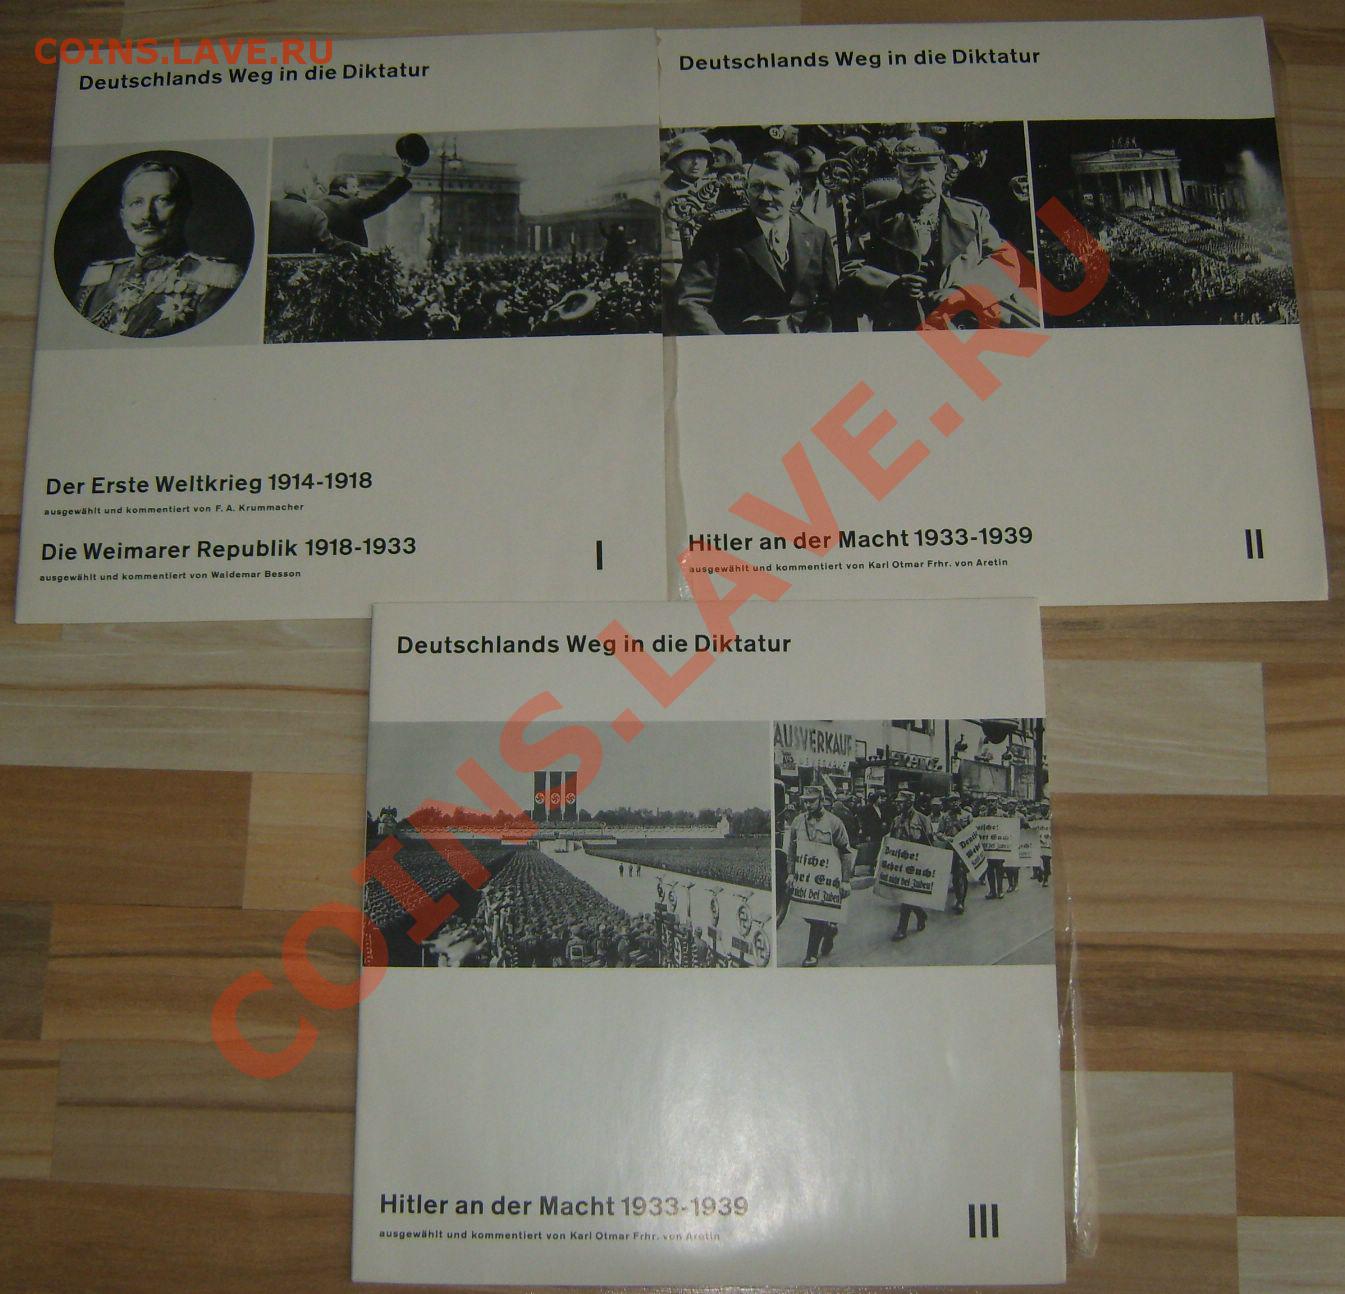 COINS.LAVE.RU
Deutschlands Weg in die Diktatur
Der Erste Weltkrieg 1914-1918
ausgewählt und kommentiert von F. A. Krummacher
Die Weimarer Republik 1918-1933
ausgewählt und kommentiert von Waldemar Besson
I
Deutschlands Weg in die Diktatur
Hitler an der Macht 1933-1939
ausgewählt und kommentiert von Karl Otmar Frhr. von Aretin
II
Deutschlands Weg in die Diktatur
AUSVERKAUF
Deutsche!
Wehrt Euch!
Kauft nicht bei Juden!
Hitler an der Macht 1933-1939
ausgewählt und kommentiert von Karl Otmar Frhr. von Aretin
III
COINS.LAVE.RU